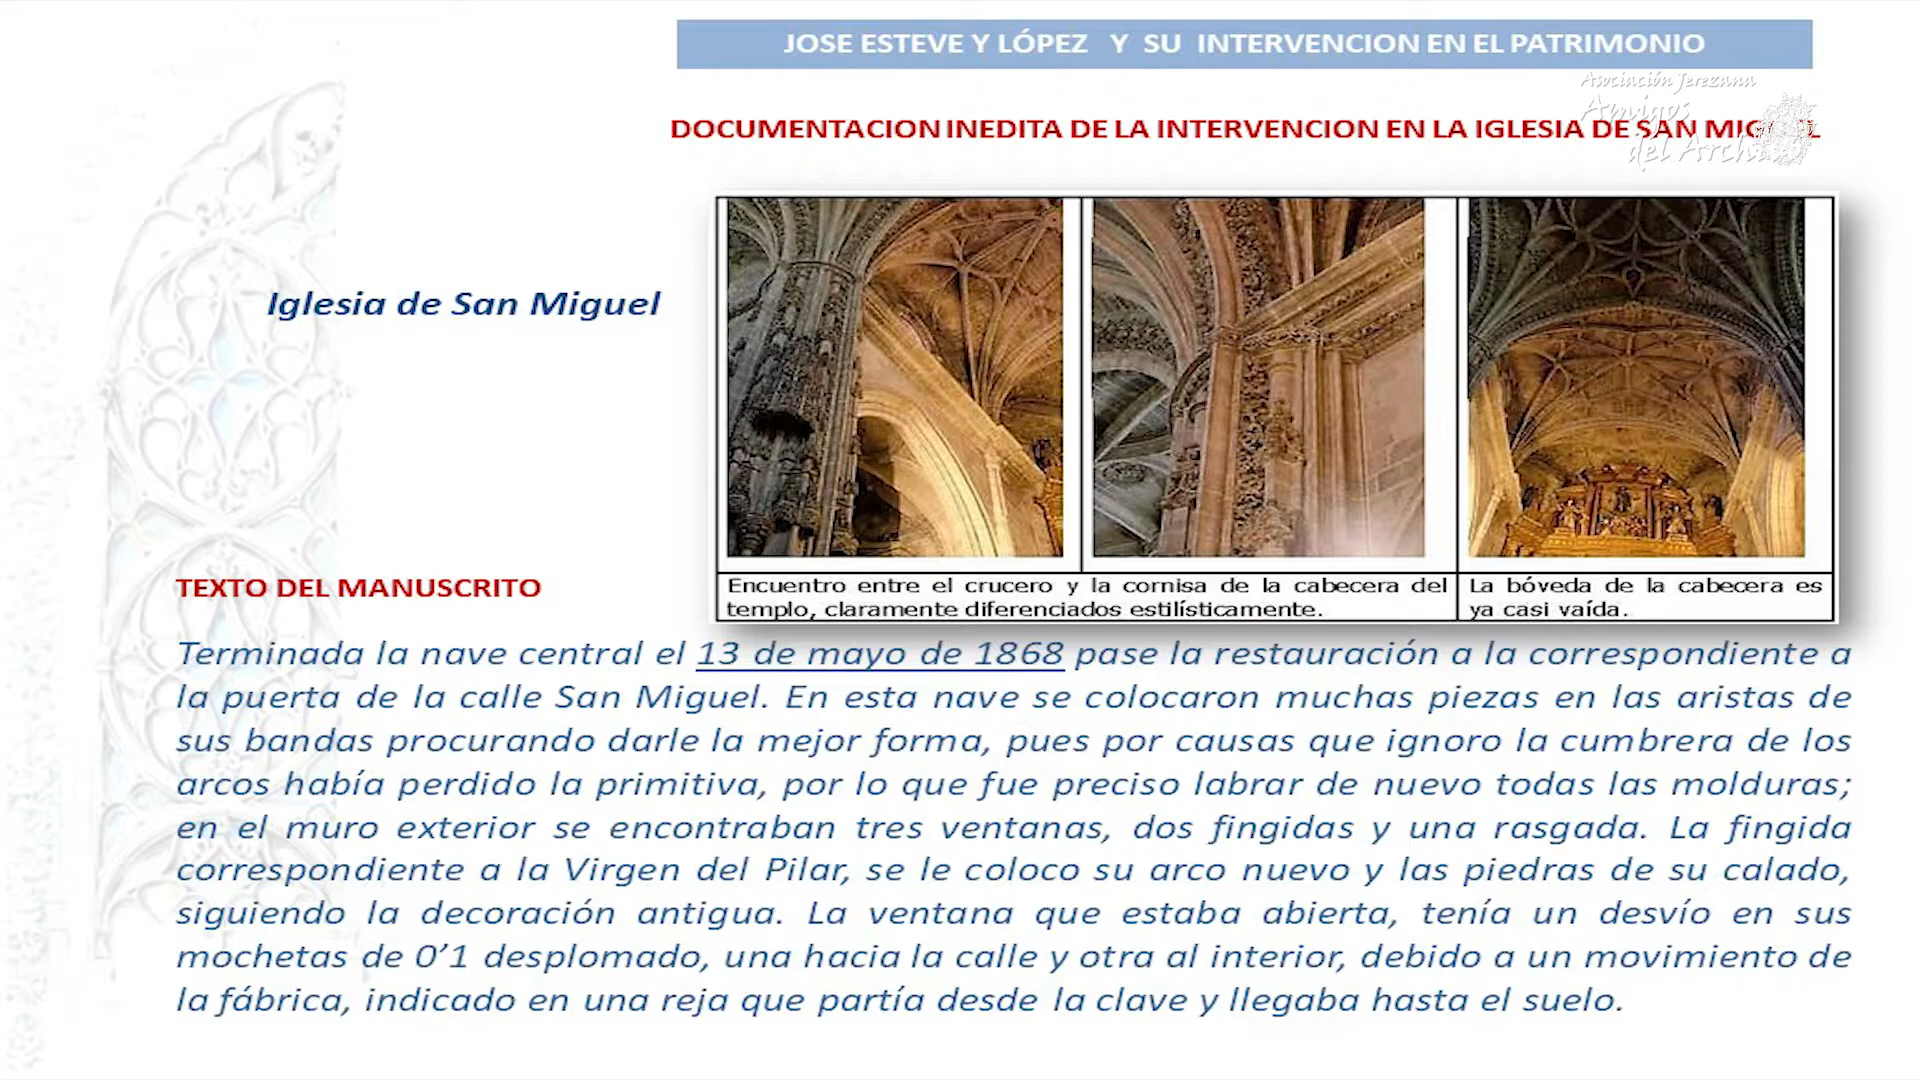 JOSE ESTEVE Y LÓPEZ Y SU INTERVENCION EN EL PATRIMONIO
Asociación Jerezana
Amigos
del
DOCUMENTACION INEDITA DE LA INTERVENCION EN LA IGLESIA DE SAN
Iglesia de San Miguel
Encuentro entre el crucero y la cornisa de la cabecera del
templo, claramente diferenciados estilísticamente.
La bóveda de la cabecera es
ya casi vaída.
TEXTO DEL MANUSCRITO
Terminada la nave central el 13 de mayo de 1868 pase la restauración a la correspondiente a
la puerta de la calle San Miguel. En esta nave se colocaron muchas piezas en las aristas de
sus bandas procurando darle la mejor forma, pues por causas que ignoro la cumbrera de los
arcos había perdido la primitiva, por lo que fue preciso labrar de nuevo todas las molduras;
en el muro exterior se encontraban tres ventanas, dos fingidas y una rasgada. La fingida
correspondiente a la Virgen del Pilar, se le coloco su arco nuevo y las piedras de su calado,
siguiendo la decoración antigua. La ventana que estaba abierta, tenía un desvío en sus
mochetas de 0’1 desplomado, una hacia la calle y otra al interior, debido a un movimiento de
la fábrica, indicado en una reja que partía desde la clave y llegaba hasta el suelo.